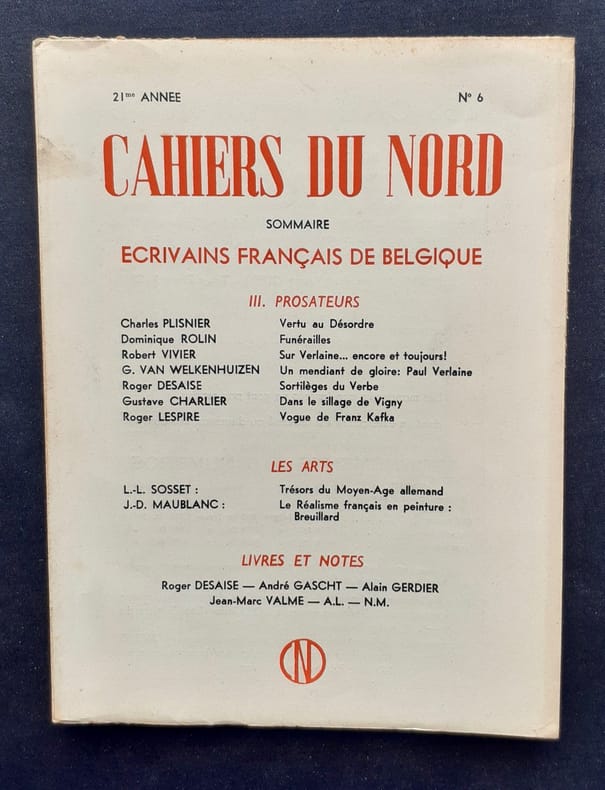 21me ANNEE No 6
CAHIERS DU NORD
SOMMAIRE
ECRIVAINS FRANÇAIS DE BELGIQUE
III. PROSATEURS
Charles PLISNIER Vertu au Désordre
Dominique ROLIN Funérailles
Robert VIVIER Sur Verlaine... encore et toujours!
G. VAN WELKENHUIZEN Un mendiant de gloire: Paul Verlaine
Roger DESAISE Sortilèges du Verbe
Gustave CHARLIER Dans le sillage de Vigny
Roger LESPIRE Vogue de Franz Kafka
LES ARTS
L.-L. SOSSET : Trésors du Moyen-Age allemand
J.-D. MAUBLANC : Le Réalisme français en peinture :
Breuillard
LIVRES ET NOTES
Roger DESAISE — André GASCHT — Alain GERDIER
Jean-Marc VALME — A.L. — N.M.
CND